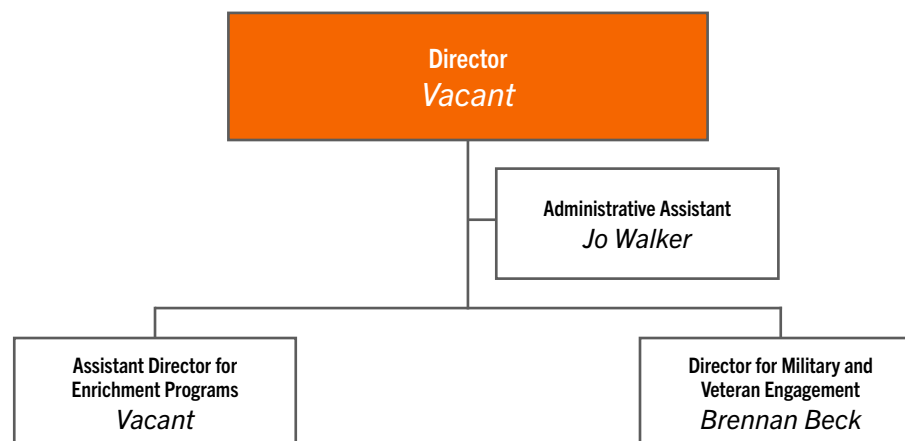 Director
Vacant
Administrative Assistant
Jo Walker
Assistant Director for
Enrichment Programs
Vacant
Director for Military and
Veteran Engagement
Brennan Beck